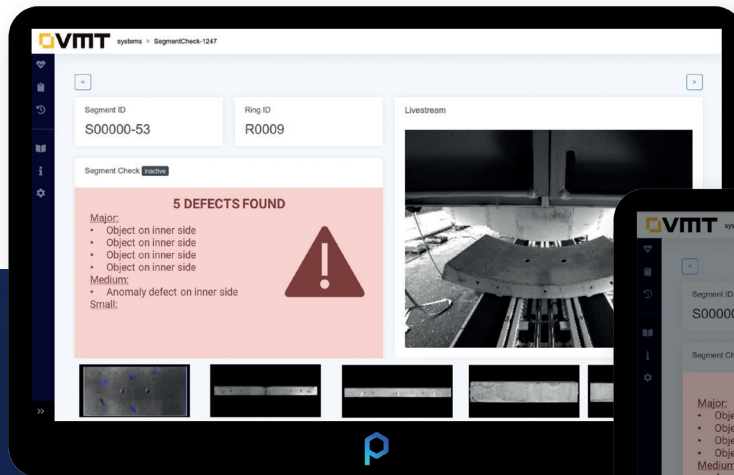 VMT
systems > SegmentCheck-1247
<
>
Segment ID
S00000-53
Ring ID
R0009
Livestream
Segment Check inactive
5 DEFECTS FOUND
Major:
• Object on inner side
• Object on inner side
• Object on inner side
• Object on inner side
Medium:
• Anomaly defect on inner side
Small:
>>
VMT
<
Segment ID
Segment
Major: